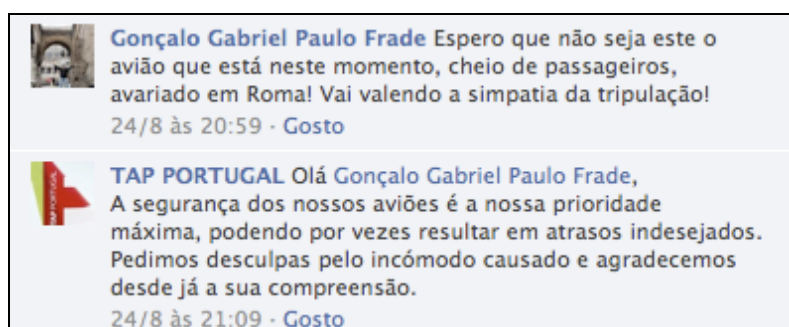 Gonçalo Gabriel Paulo Frade Espero que não seja este o
avião que está neste momento, cheio de passageiros,
avariado em Roma! Vai valendo a simpatia da tripulação!
24/8 às 20:59 · Gosto
TAP PORTUGAL Olá Gonçalo Gabriel Paulo Frade,
A segurança dos nossos aviões é a nossa prioridade
máxima, podendo por vezes resultar em atrasos indesejados.
Pedimos desculpas pelo incómodo causado e agradecemos
desde já a sua compreensão.
24/8 às 21:09 · Gosto
TAP PORTUGAL